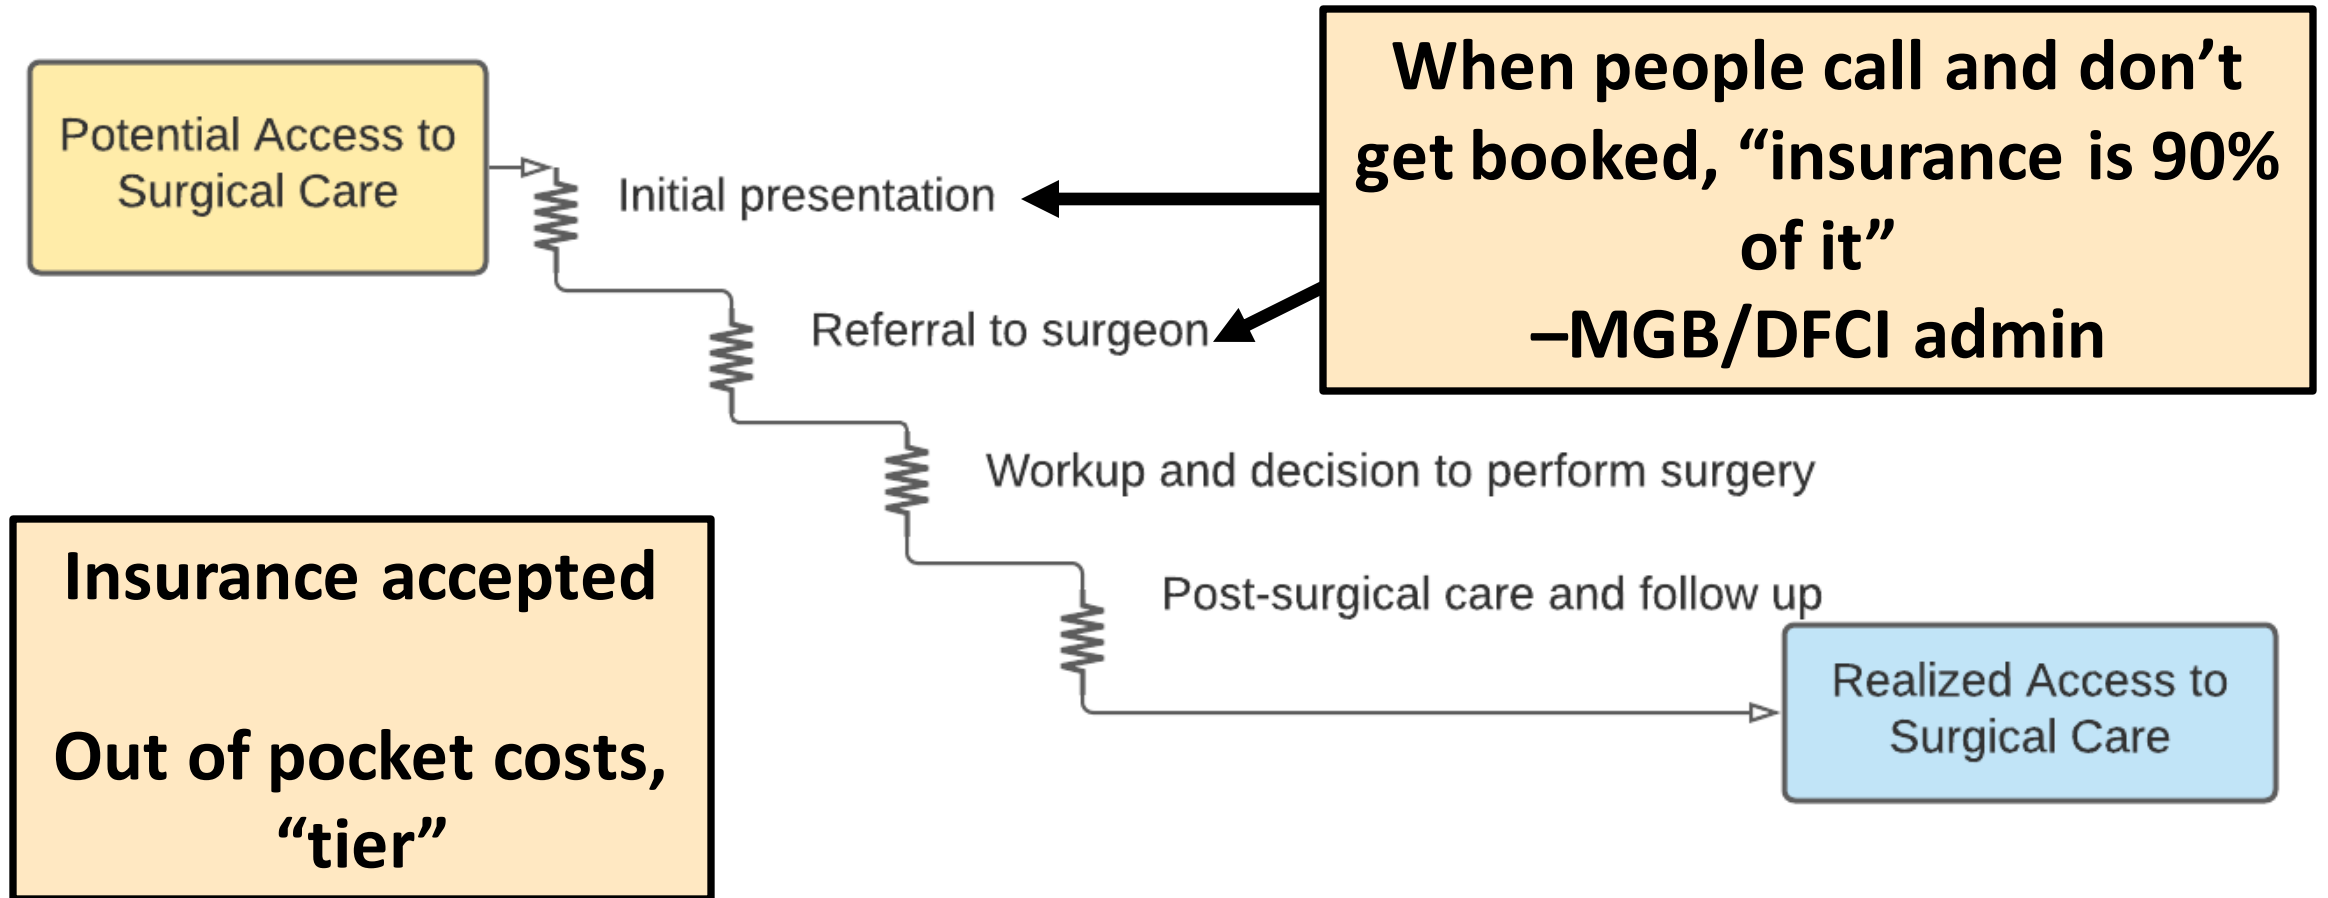 Potential Access to
Surgical Care
When people call and don’t
get booked, “insurance is 90%
of it”
–MGB/DFCI admin
Initial presentation
Referral to surgeon
Workup and decision to perform surgery
Post-surgical care and follow up
Insurance accepted
Out of pocket costs,
“tier”
Realized Access to
Surgical Care